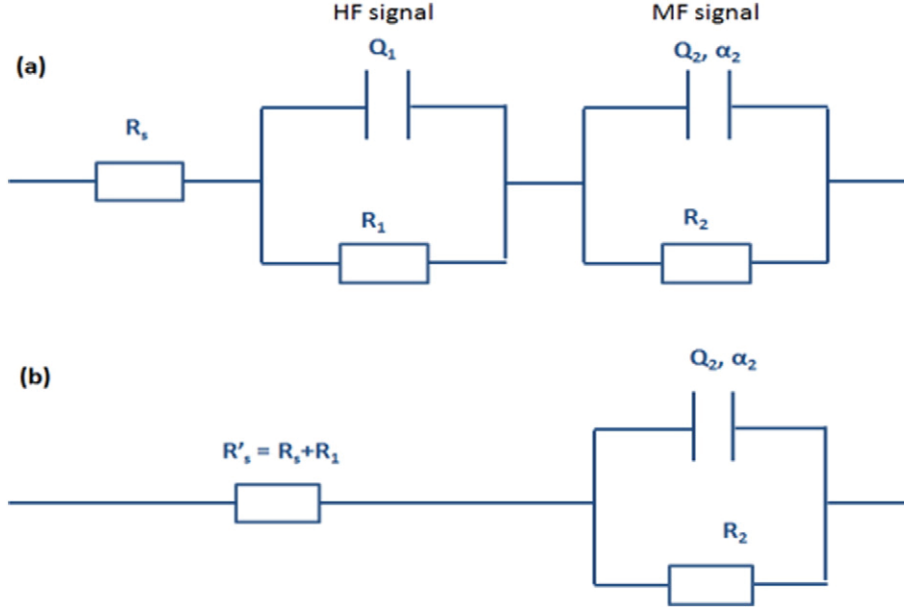 HF signal
MF signal
(a)
Q₁
Q₂, α₂
Rₛ
R₁
R₂
(b)
Q₂, α₂
R'ₛ = Rₛ+R₁
R₂